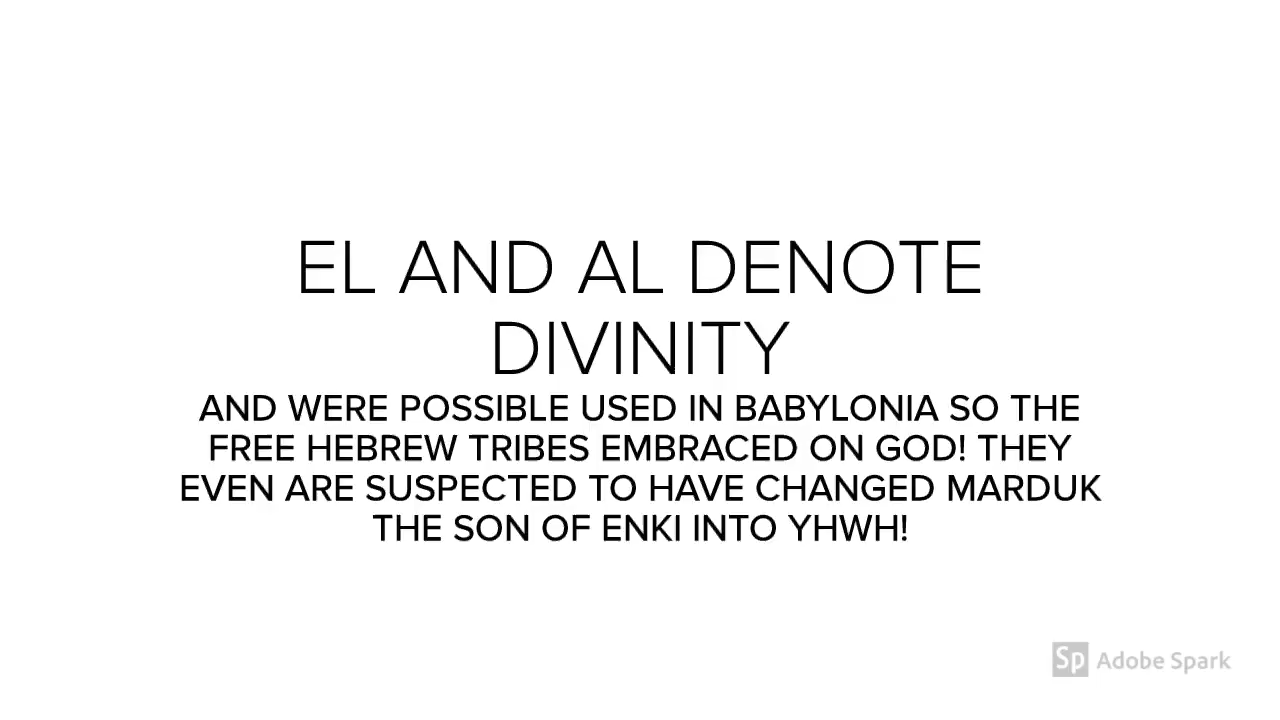 EL AND AL DENOTE
DIVINITY
AND WERE POSSIBLE USED IN BABYLONIA SO THE
FREE HEBREW TRIBES EMBRACED ON GOD! THEY
EVEN ARE SUSPECTED TO HAVE CHANGED MARDUK
THE SON OF ENKI INTO YHWH!
Sp Adobe Spark